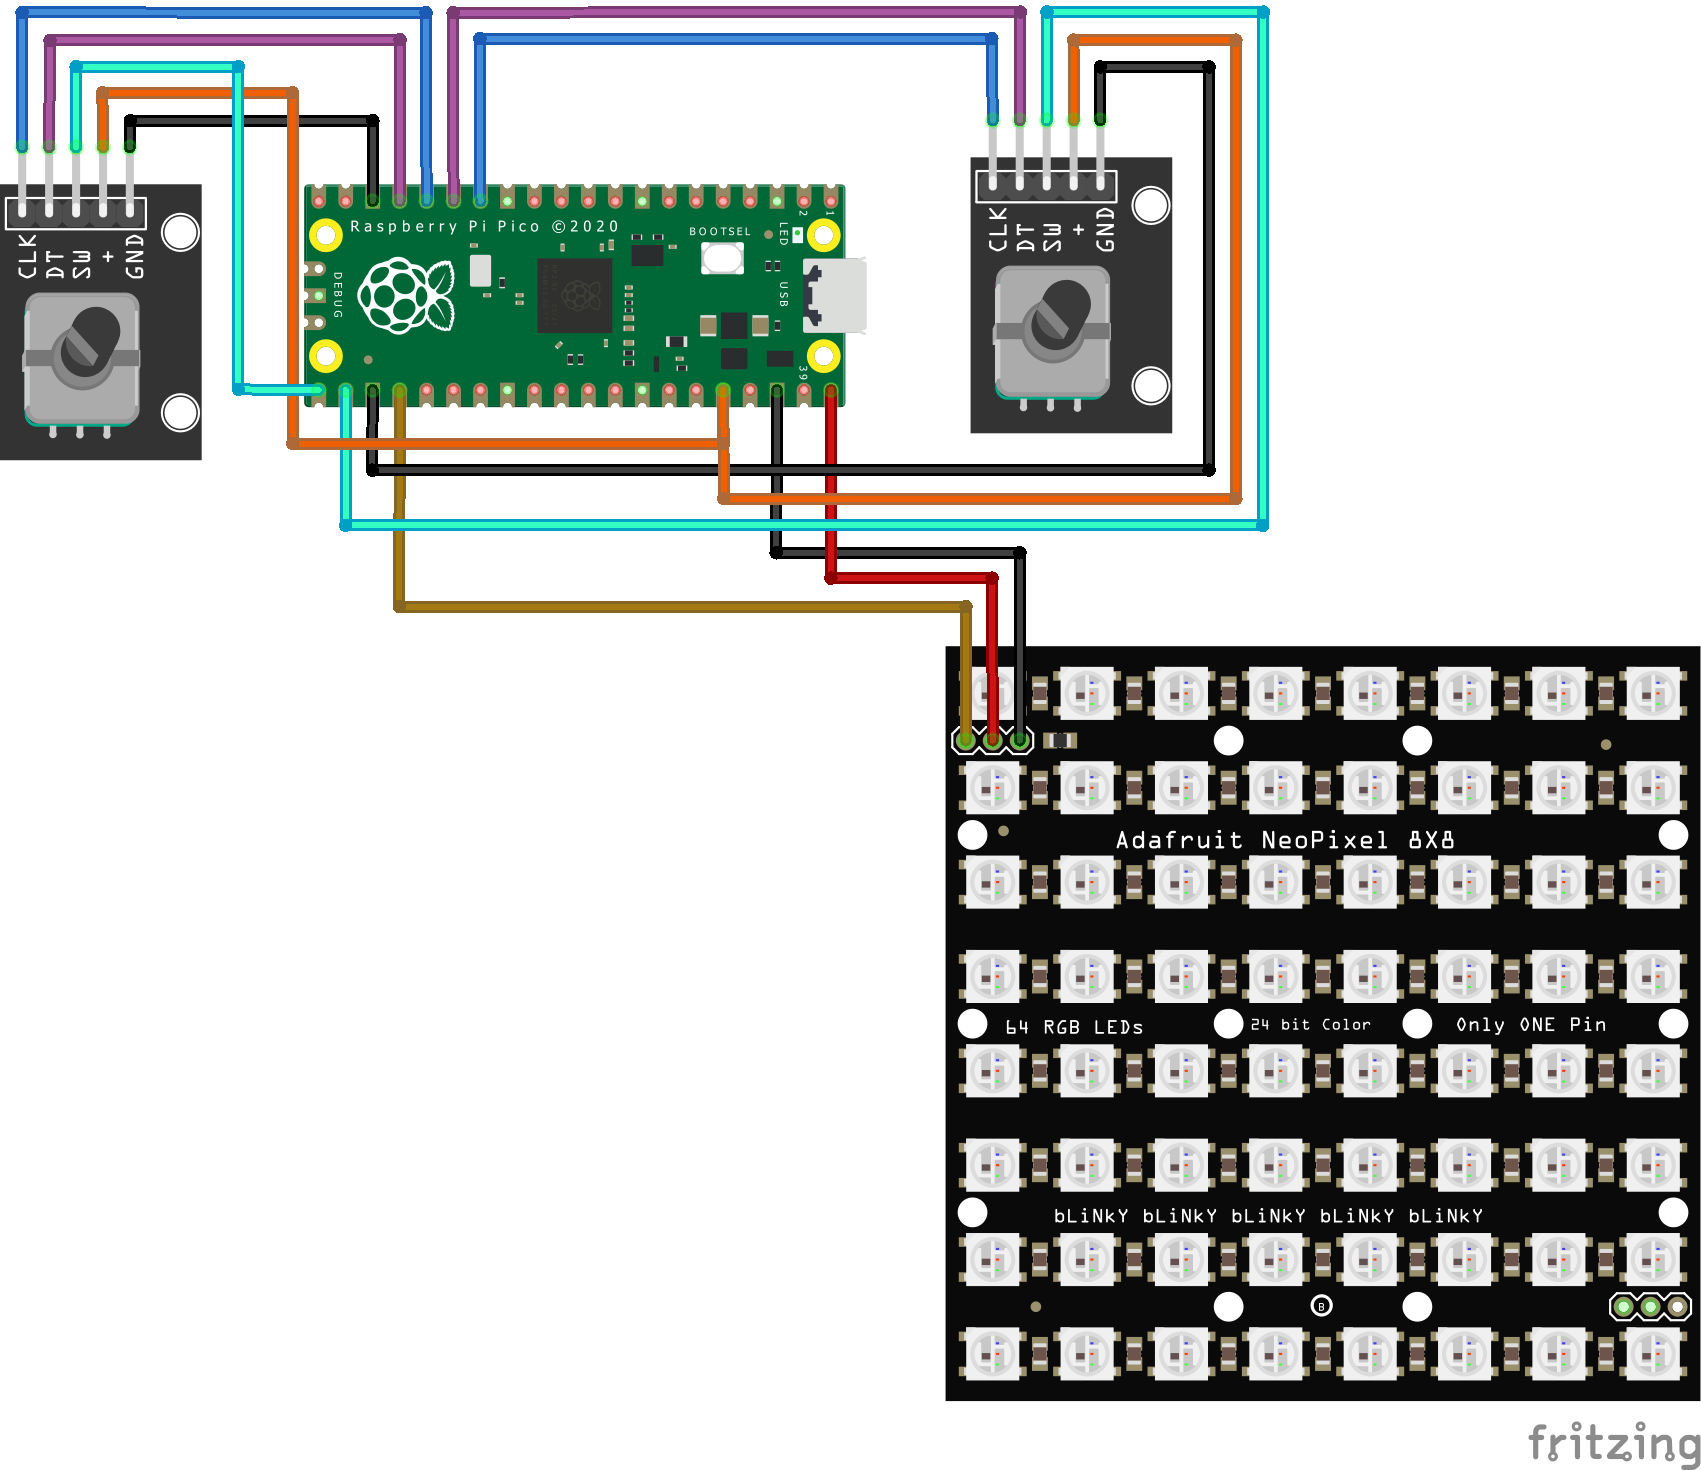 CLK
DT
SW
+
GND
Raspberry Pi Pico ©2020
BOOTSEL
LED
2
1
DEBUG
USB
39
CLK
DT
SW
+
GND
Adafruit NeoPixel 8X8
64 RGB LEDs
24 bit Color
Only ONE Pin
bLiNkY bLiNkY bLiNkY bLiNkY bLiNkY
B
fritzing